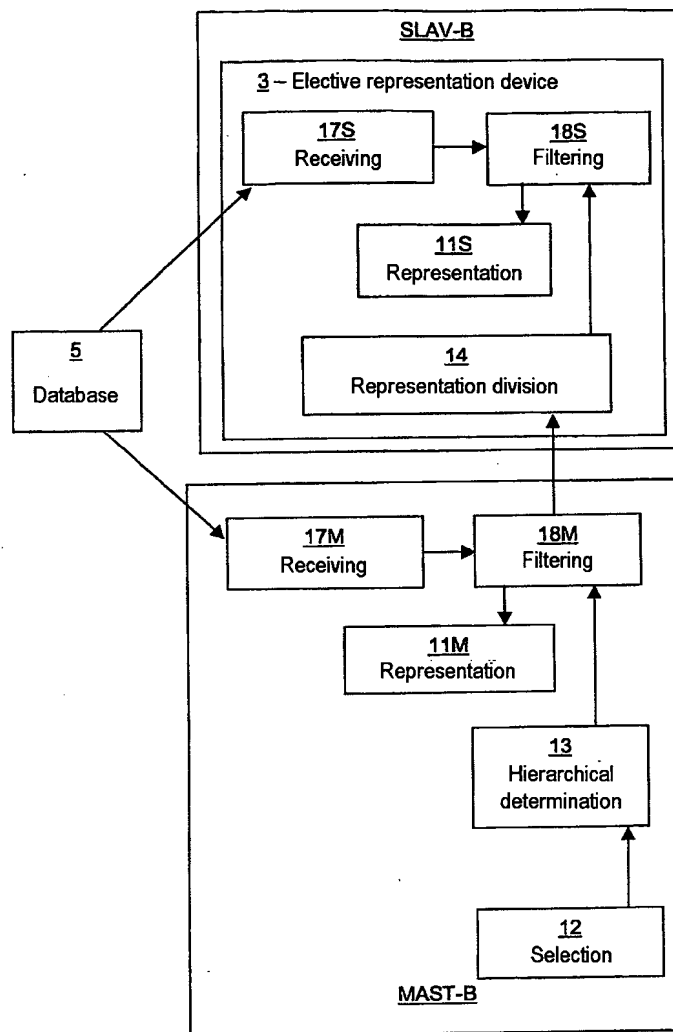 SLAV-B
3 – Elective representation device
17S
Receiving
18S
Filtering
11S
Representation
14
Representation division
5
Database
17M
Receiving
18M
Filtering
11M
Representation
13
Hierarchical
determination
12
Selection
MAST-B